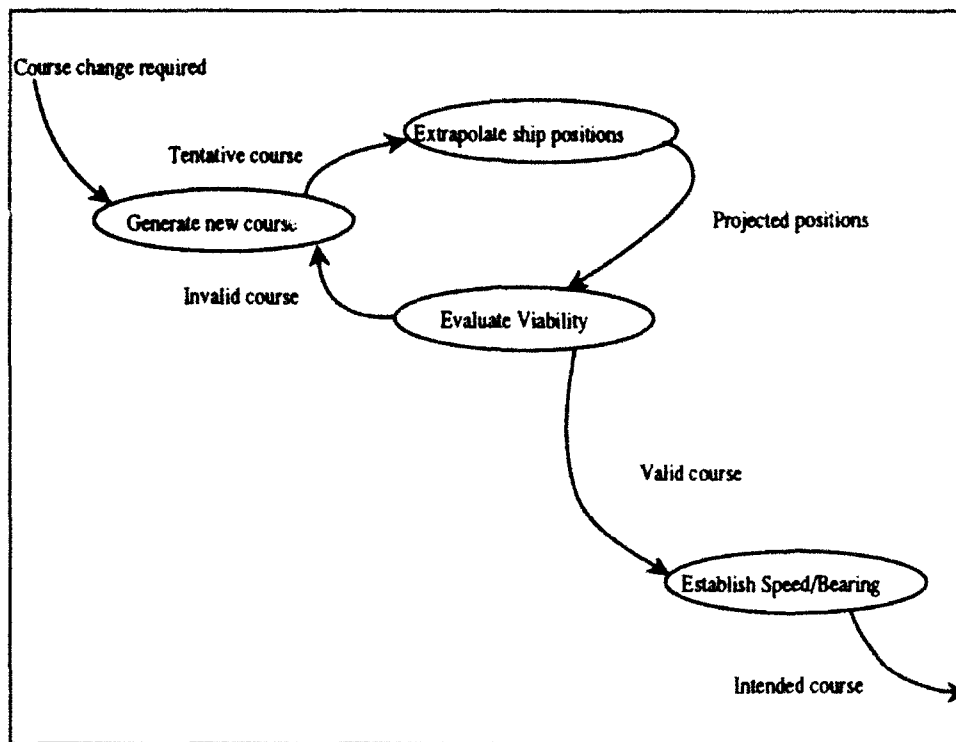 Course change required
Extrapolate ship positions
Tentative course
Generate new course
Projected positions
Invalid course
Evaluate Viability
Valid course
Establish Speed/Bearing
Intended course